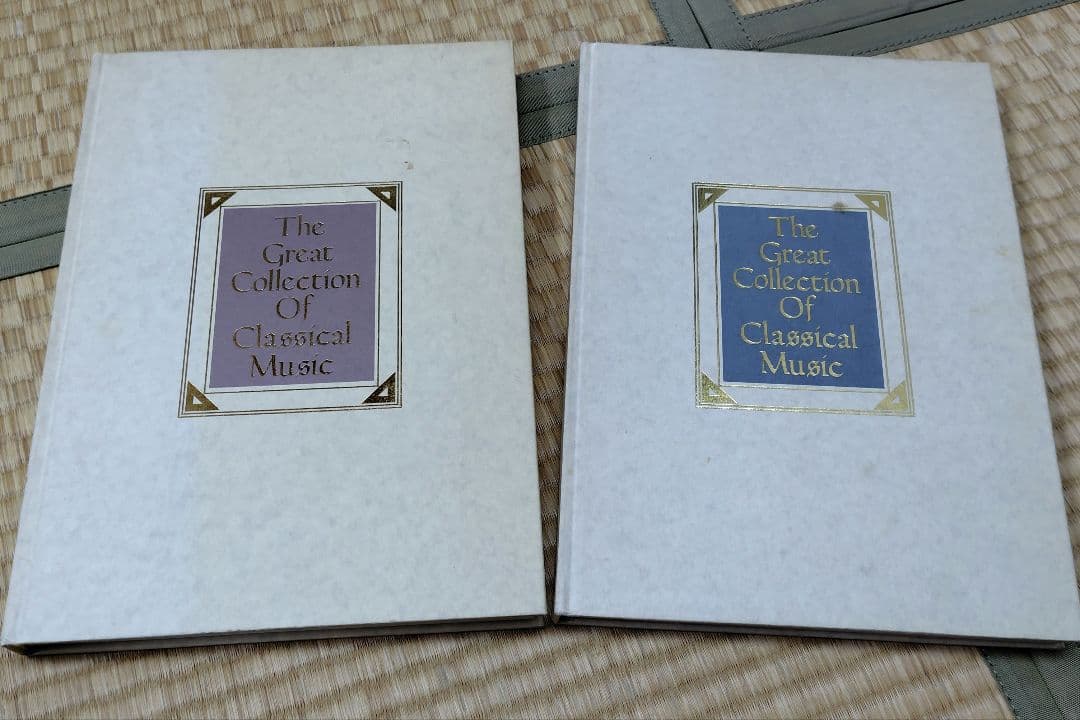 The
Great
Collection
Of
Classical
Music
The
Great
Collection
Of
Classical
Music